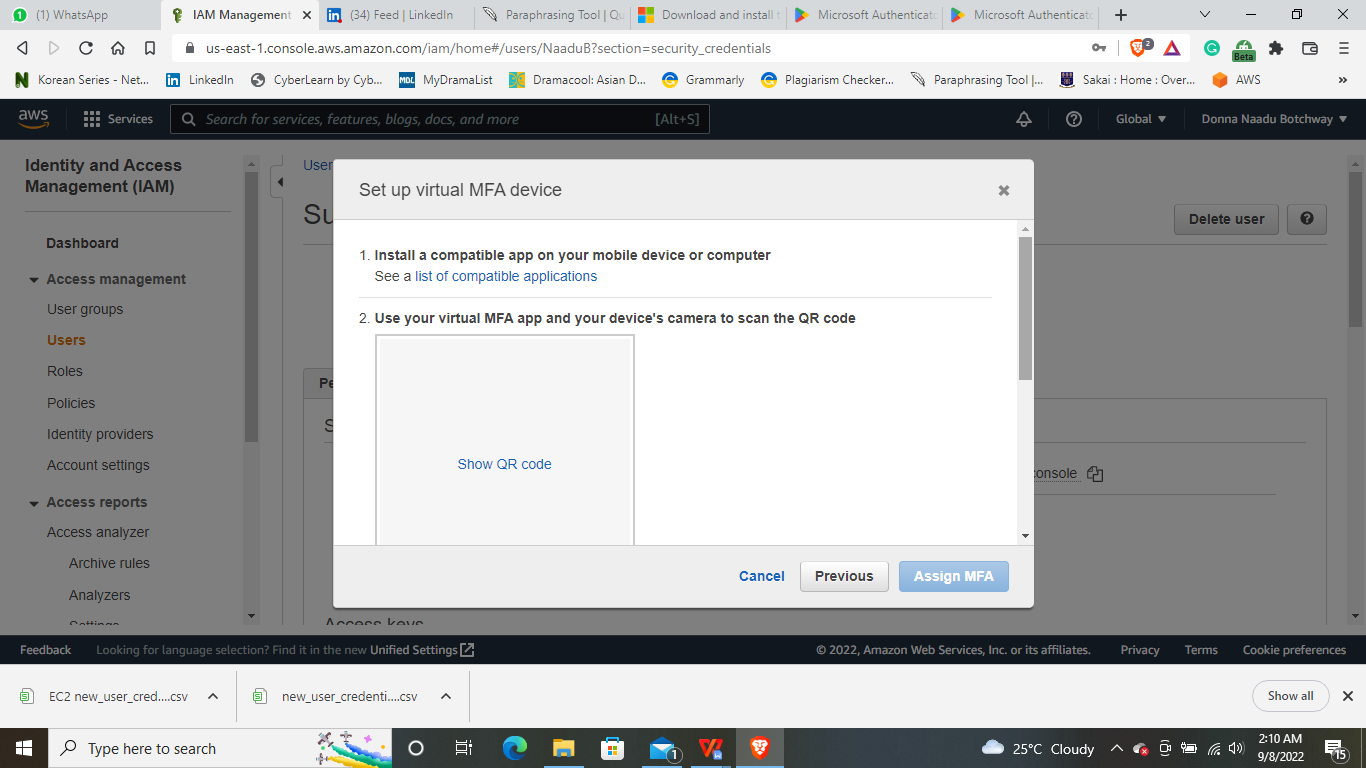 (1) WhatsApp
IAM Management
(34) Feed | LinkedIn
Paraphrasing Tool | Qu
Download and install t
Microsoft Authenticato
Microsoft Authenticato
us-east-1.console.aws.amazon.com/iam/home#/users/NaaduB?section=security_credentials
2
Beta
Korean Series - Net...
LinkedIn
CyberLearn by Cyb...
MDL MyDramaList
Dramacool: Asian D...
Grammarly
Plagiarism Checker...
Paraphrasing Tool |...
Sakai : Home : Over...
AWS
»
aws
Services
Search for services, features, blogs, docs, and more [Alt+S]
Global
Donna Naadu Botchway
Identity and Access
Management (IAM)
Dashboard
Access management
User groups
Users
Roles
Policies
Identity providers
Account settings
Access reports
Access analyzer
Archive rules
Analyzers
Settings
User
Su
Delete user
Pe
S
console
Access keys
Set up virtual MFA device
1. Install a compatible app on your mobile device or computer
See a list of compatible applications
2. Use your virtual MFA app and your device's camera to scan the QR code
Show QR code
Cancel
Previous
Assign MFA
Feedback
Looking for language selection? Find it in the new Unified Settings
© 2022, Amazon Web Services, Inc. or its affiliates.
Privacy
Terms
Cookie preferences
EC2 new_user_cred....csv
new_user_credenti....csv
Show all
Type here to search
1
25°C Cloudy
2:10 AM
9/8/2022
15